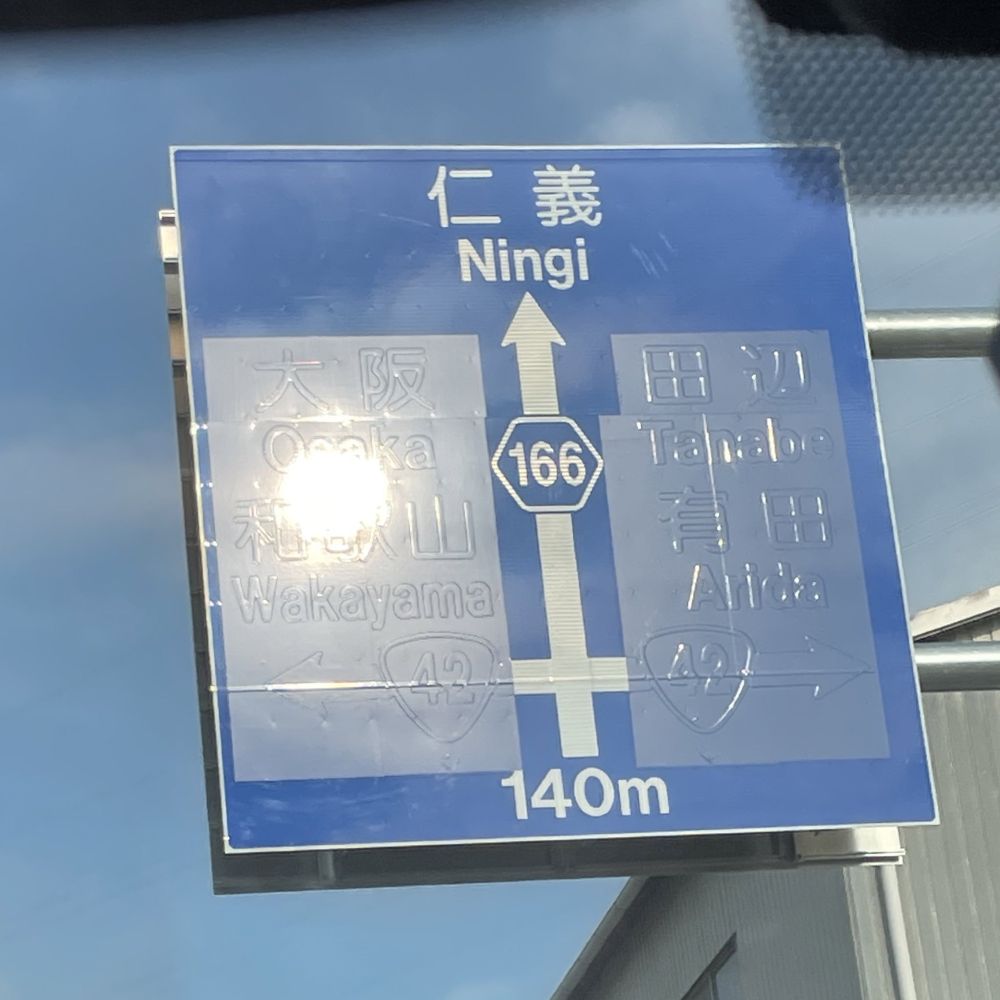 仁義
Ningi
大阪
Osaka
和歌山
Wakayama
42
166
田辺
Tanabe
有田
Arida
42
140m